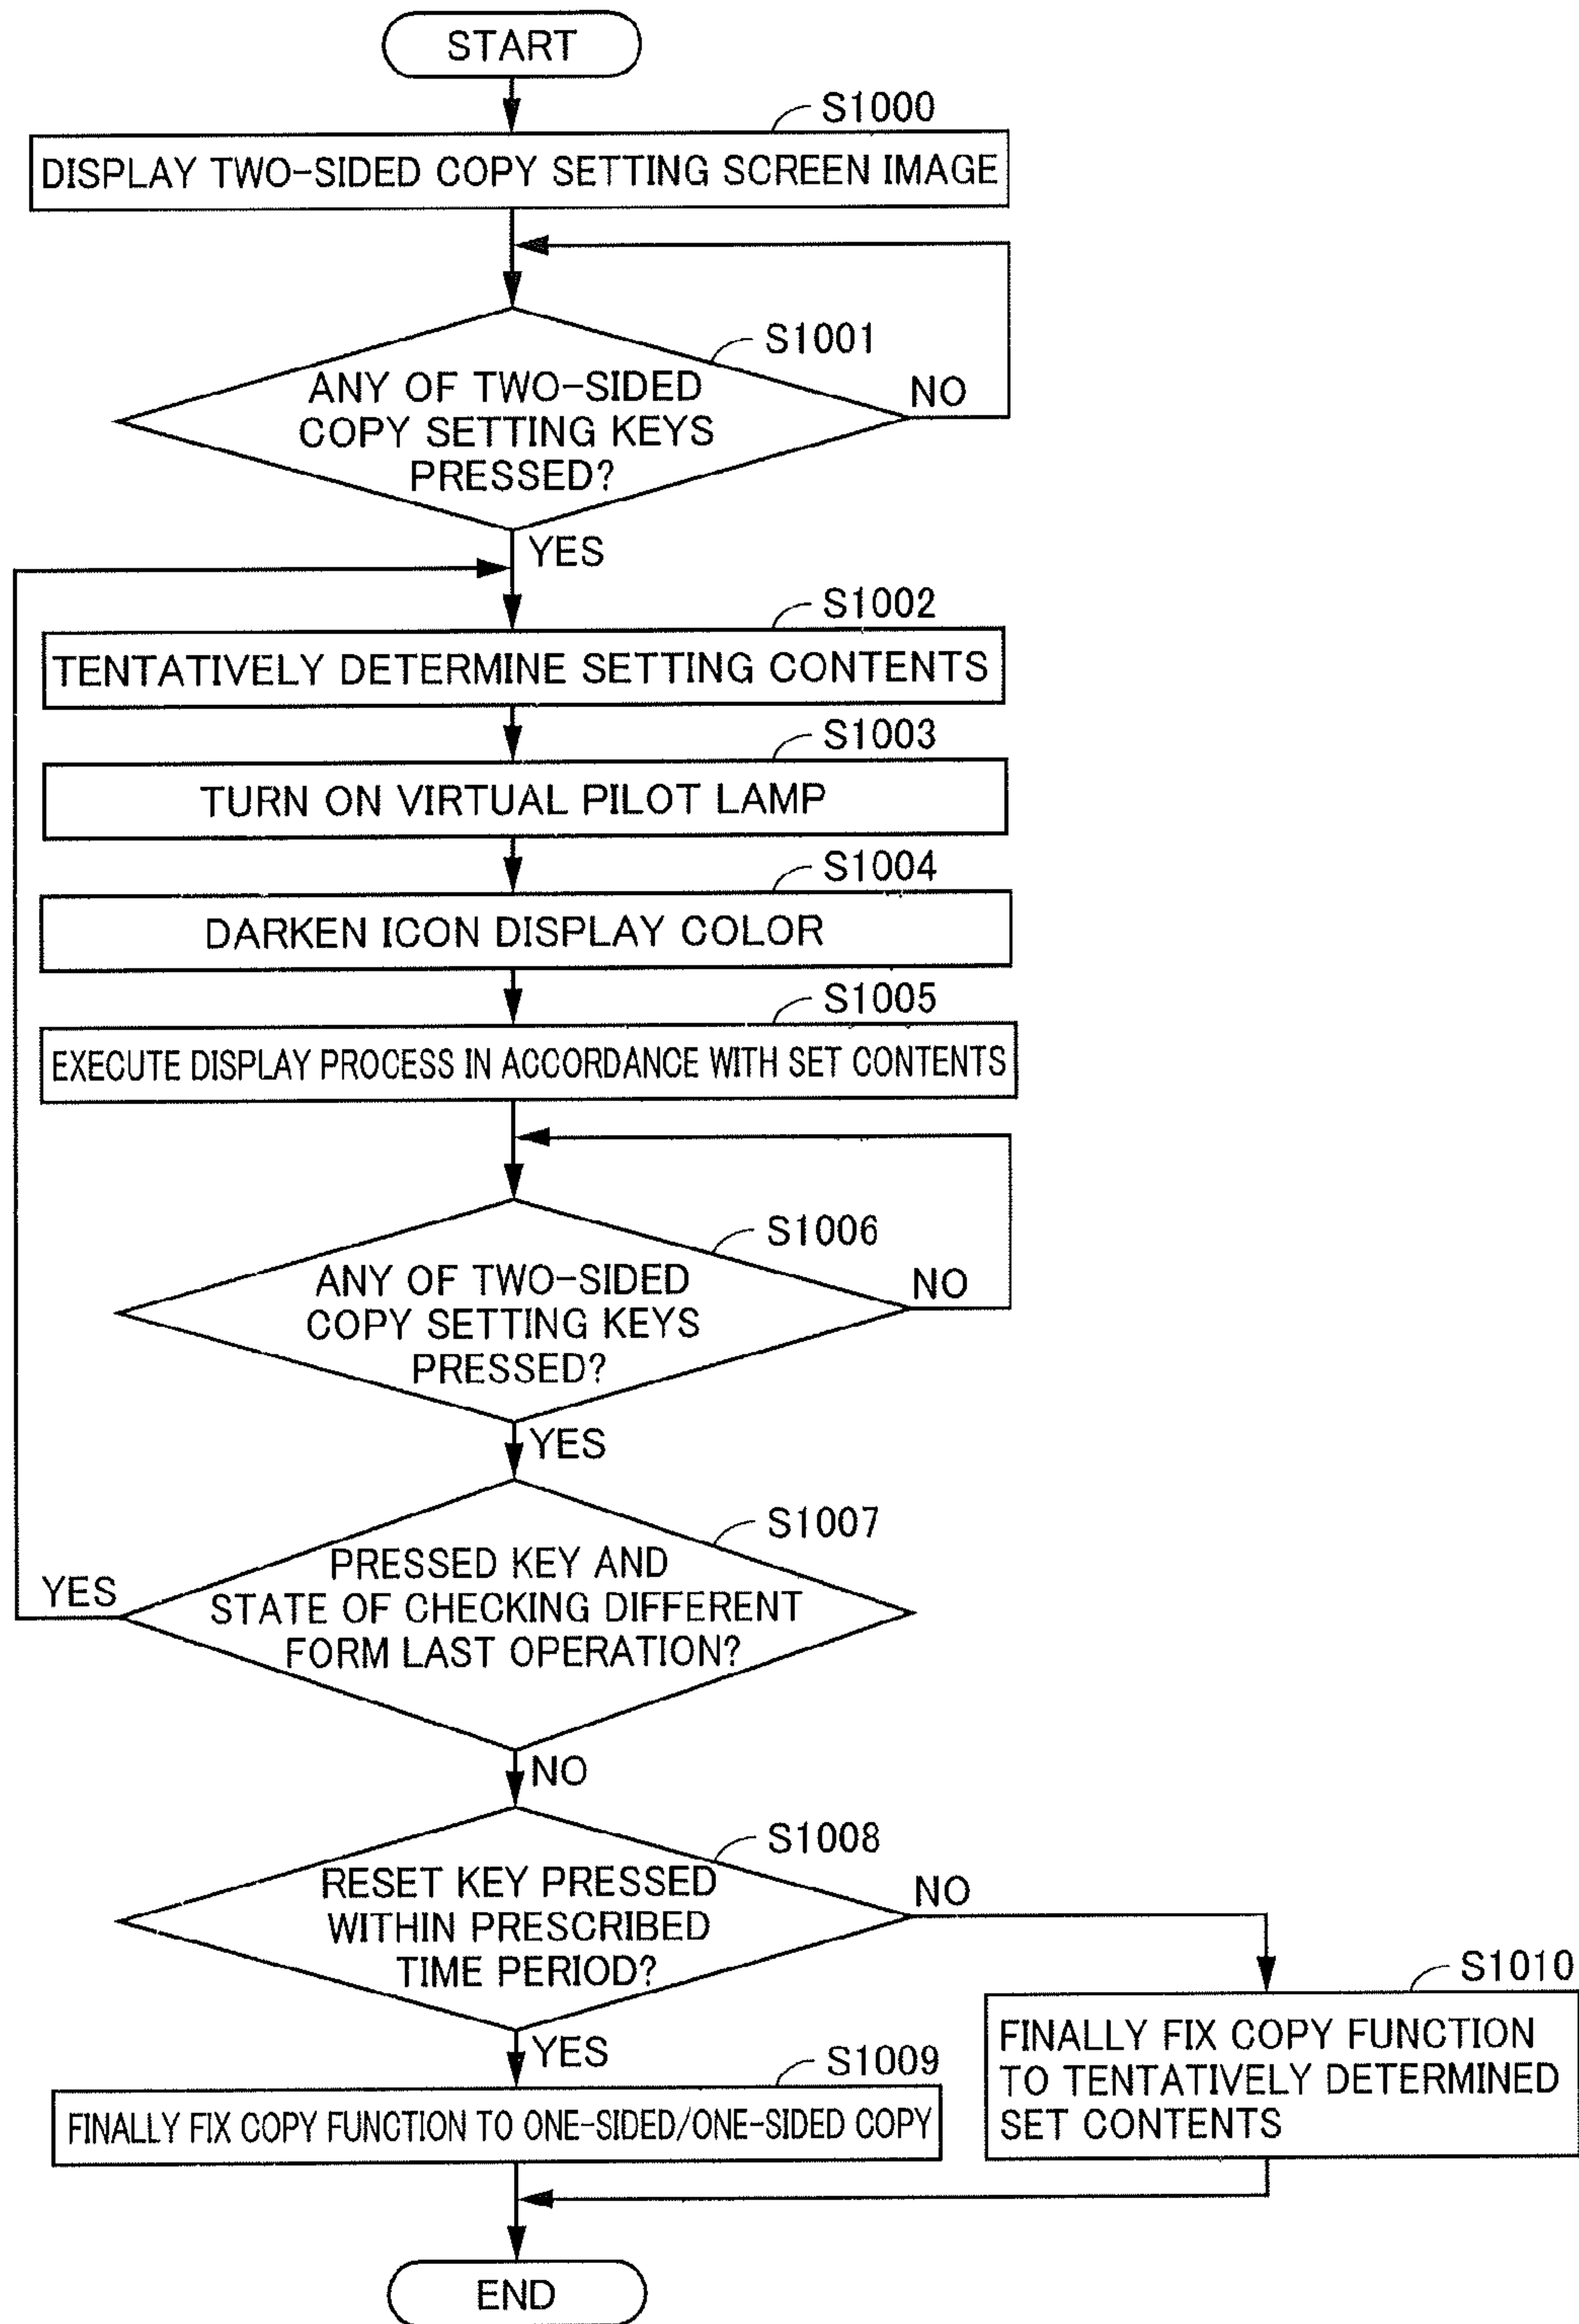 START
S1000
DISPLAY TWO-SIDED COPY SETTING SCREEN IMAGE
S1001
ANY OF TWO-SIDED
COPY SETTING KEYS
PRESSED?
NO
YES
S1002
TENTATIVELY DETERMINE SETTING CONTENTS
S1003
TURN ON VIRTUAL PILOT LAMP
S1004
DARKEN ICON DISPLAY COLOR
S1005
EXECUTE DISPLAY PROCESS IN ACCORDANCE WITH SET CONTENTS
S1006
ANY OF TWO-SIDED
COPY SETTING KEYS
PRESSED?
NO
YES
S1007
PRESSED KEY AND
STATE OF CHECKING DIFFERENT
FORM LAST OPERATION?
YES
NO
S1008
RESET KEY PRESSED
WITHIN PRESCRIBED
TIME PERIOD?
NO
YES
S1009
FINALLY FIX COPY FUNCTION TO ONE-SIDED/ONE-SIDED COPY
S1010
FINALLY FIX COPY FUNCTION
TO TENTATIVELY DETERMINED
SET CONTENTS
END